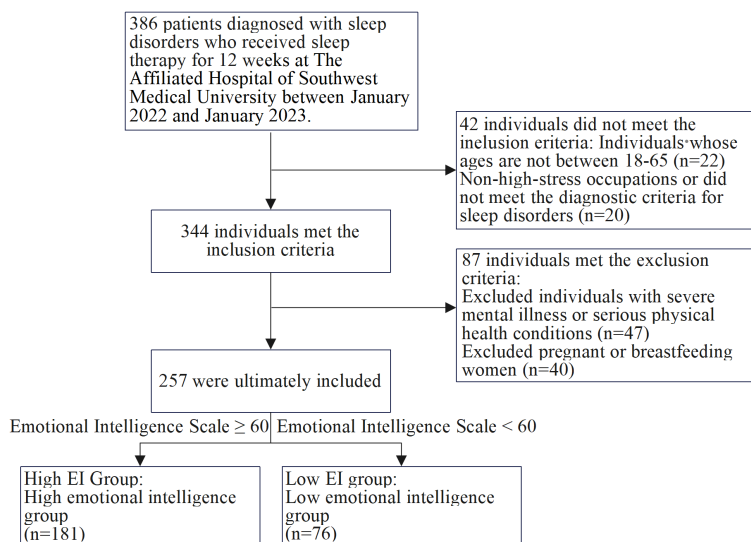 386 patients diagnosed with sleep
disorders who received sleep
therapy for 12 weeks at The
Affiliated Hospital of Southwest
Medical University between January
2022 and January 2023.
42 individuals did not meet the
inelusion eriteria: Individuals·whose
ages are not between 18-65 (n=22)
Non-high-stress occupations or did
not meet the diagnostic criteria for
sleep disorders (n=20)
344 individuals met the
inclusion criteria
87 individuals met the exclusion
criteria:
Excluded individuals with severe
mental illness or serious physical
health conditions (n=47)
Excluded pregnant or breastfeeding
women (n=40)
257 were ultimately included
Emotional Intelligence Scale ≥ 60
Emotional Intelligence Scale < 60
High EI Group:
High emotional intelligence
group
(n=181)
Low EI group:
Low emotional intelligence
group
(n=76)